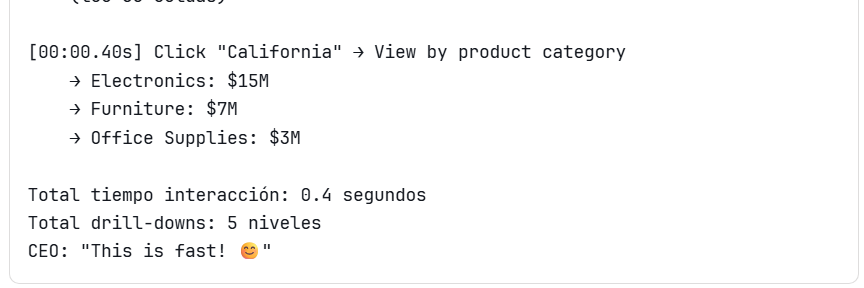 [00:00.40s] Click "California" → View by product category
→ Electronics: $15M
→ Furniture: $7M
→ Office Supplies: $3M
Total tiempo interacción: 0.4 segundos
Total drill-downs: 5 niveles
CEO: "This is fast! 😊"